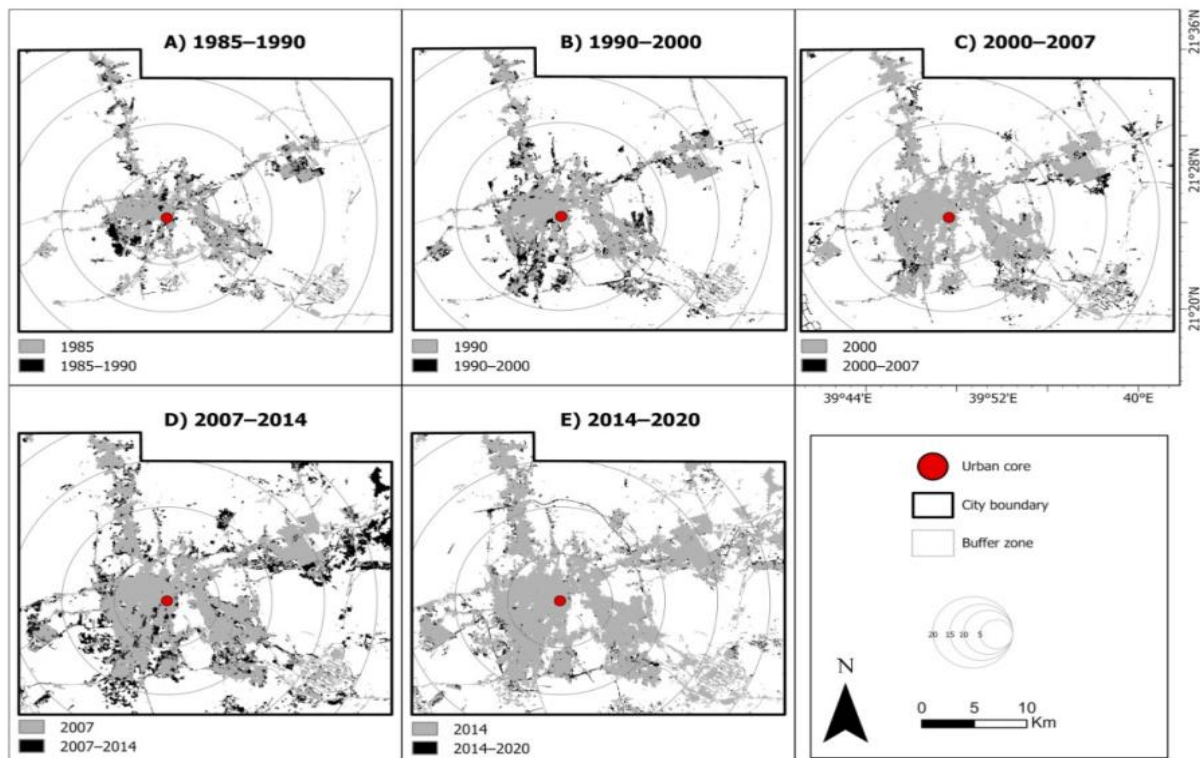 A) 1985–1990
B) 1990–2000
C) 2000–2007
21°36'N
21°28'N
21°20'N
1985
1985–1990
1990
1990–2000
2000
2000–2007
39°44'E
39°52'E
40°E
D) 2007–2014
E) 2014–2020
2007
2007–2014
2014
2014–2020
Urban core
City boundary
Buffer zone
20 15 10 5
N
0 5 10
Km